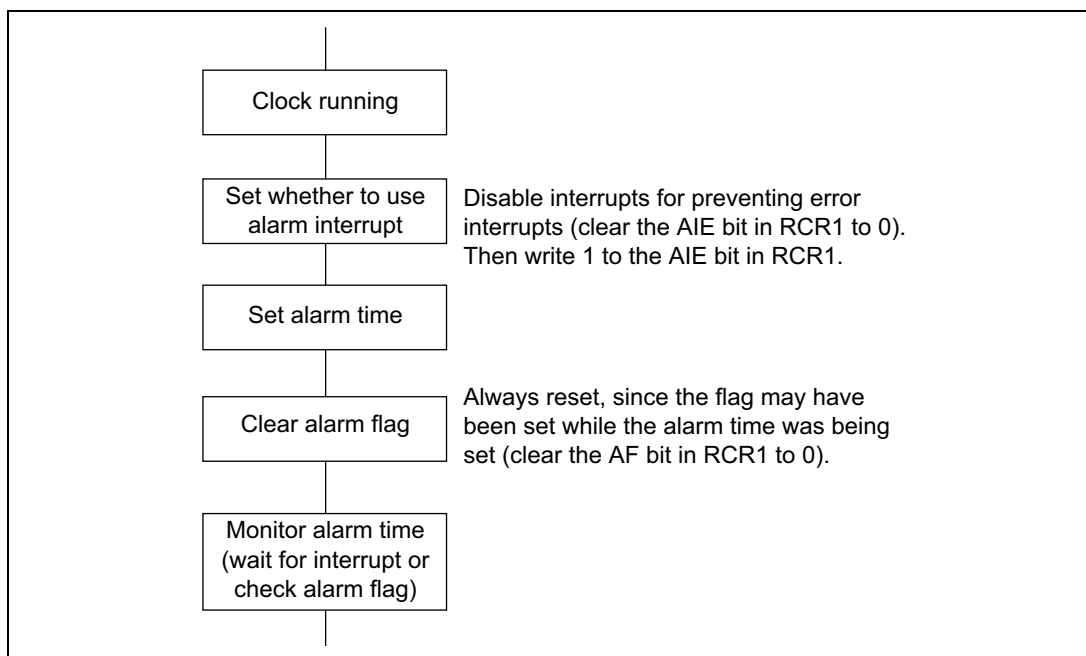 Clock running
Set whether to use
alarm interrupt
Disable interrupts for preventing error
interrupts (clear the AIE bit in RCR1 to 0).
Then write 1 to the AIE bit in RCR1.
Set alarm time
Clear alarm flag
Always reset, since the flag may have
been set while the alarm time was being
set (clear the AF bit in RCR1 to 0).
Monitor alarm time
(wait for interrupt or
check alarm flag)